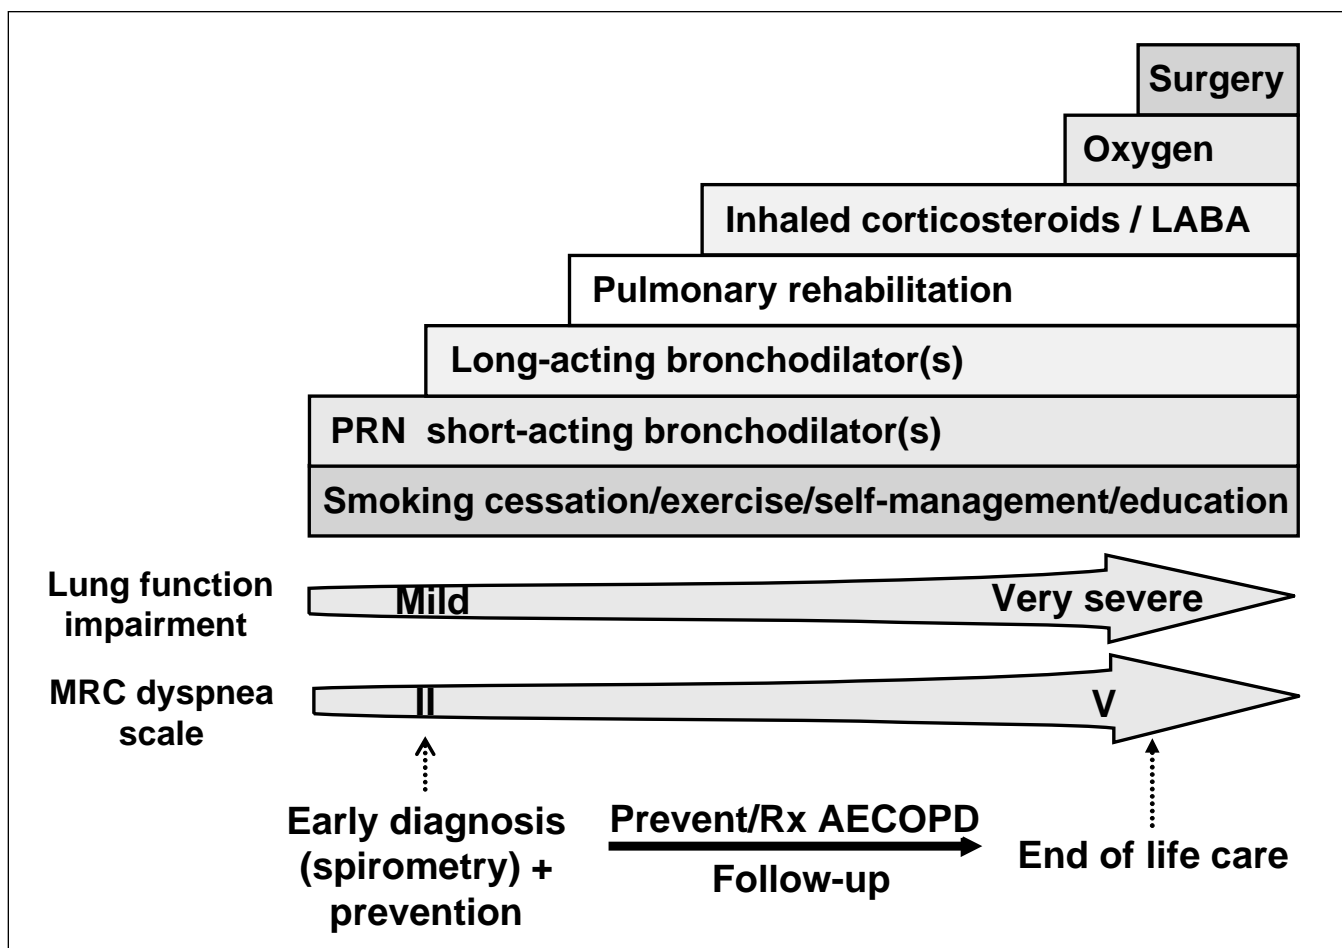 Surgery
Oxygen
Inhaled corticosteroids / LABA
Pulmonary rehabilitation
Long-acting bronchodilator(s)
PRN short-acting bronchodilator(s)
Smoking cessation/exercise/self-management/education
Lung function
impairment
Mild
Very severe
MRC dyspnea
scale
II
V
Early diagnosis
(spirometry) +
prevention
Prevent/Rx AECOPD
Follow-up
End of life care